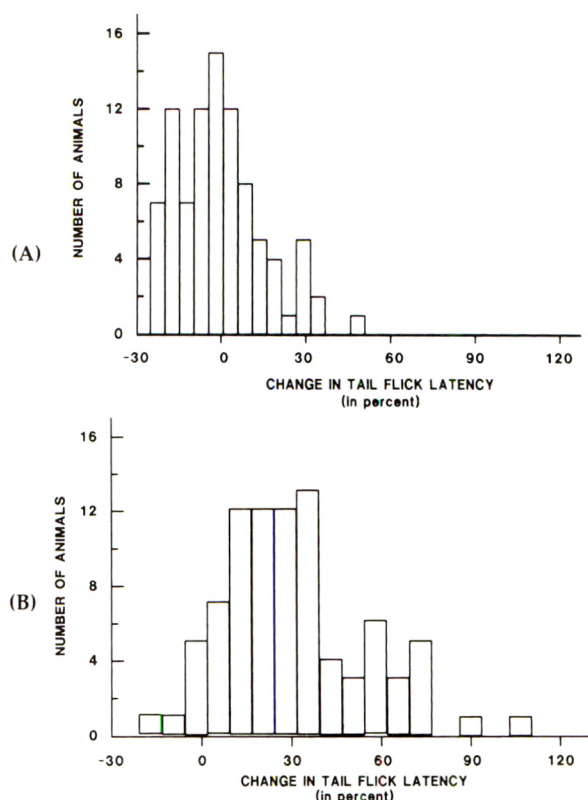 16
12
8
4
0
NUMBER OF ANIMALS
(A)
-30 0 30 60 90 120
CHANGE IN TAIL FLICK LATENCY
(in percent)
16
12
8
4
0
NUMBER OF ANIMALS
(B)
-30 0 30 60 90 120
CHANGE IN TAIL FLICK LATENCY
(in percent)